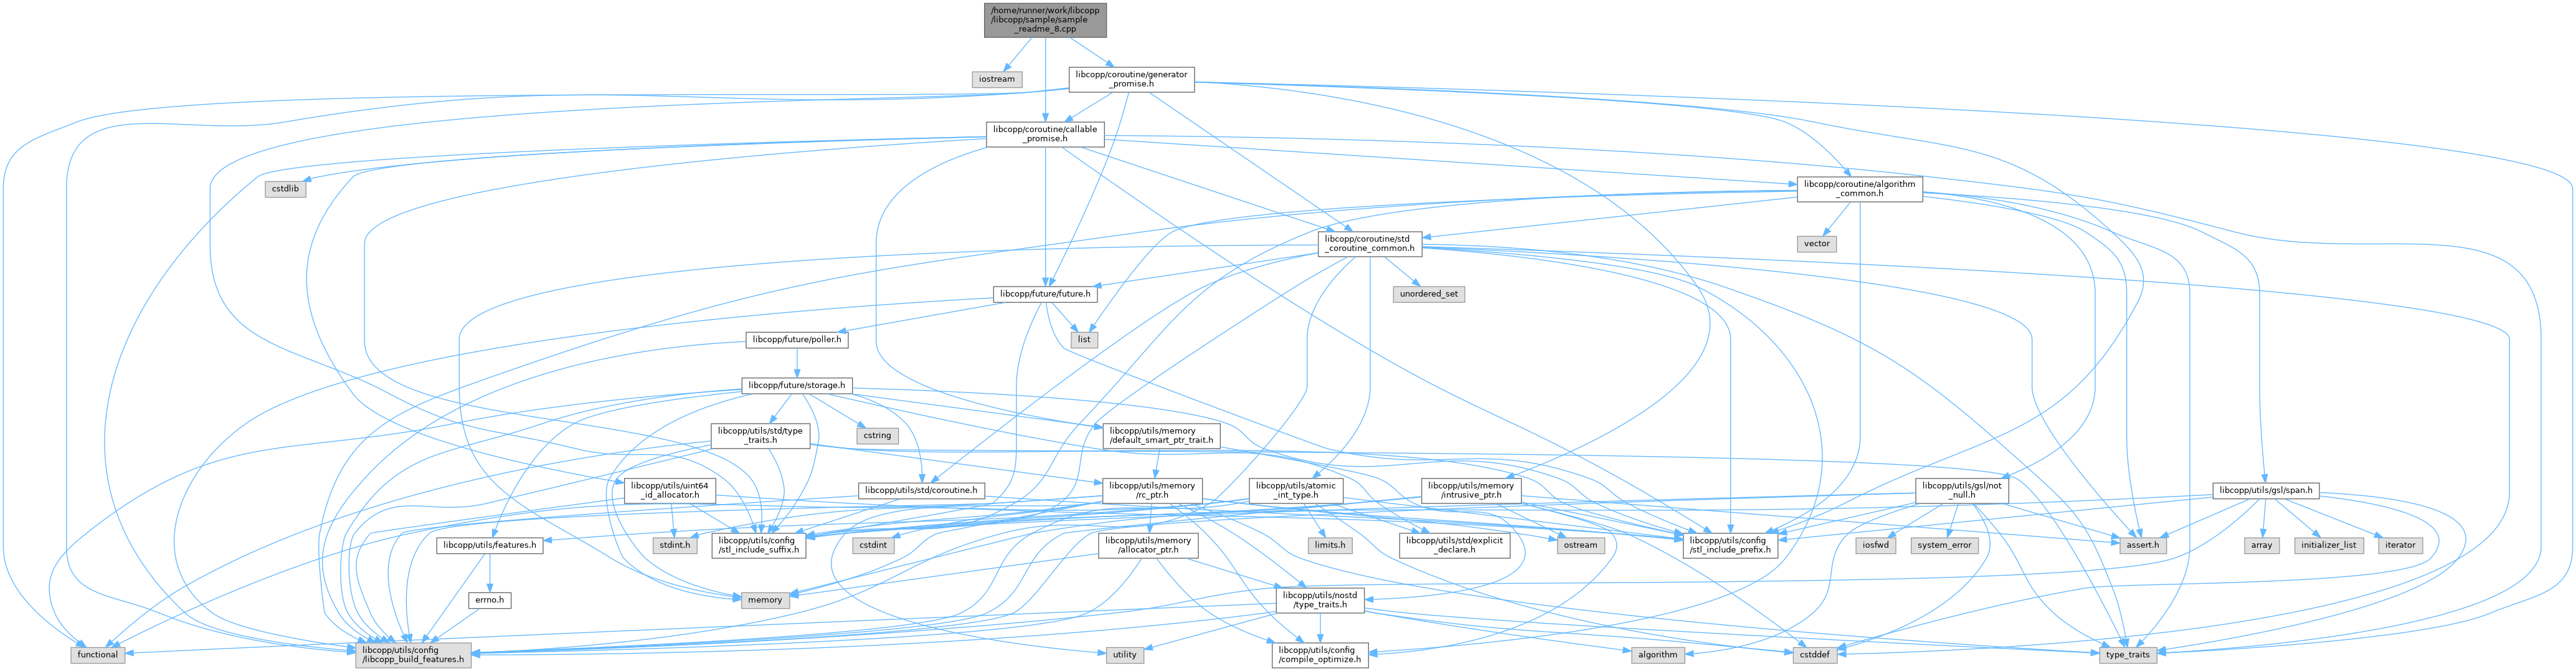 /home/runner/work/libcopp
/libcopp/sample/sample
_readme_8.cpp
iostream
libcopp/coroutine/generator
_promise.h
libcopp/coroutine/callable
_promise.h
cstdlib
libcopp/coroutine/algorithm
_common.h
libcopp/coroutine/std
_coroutine_common.h
vector
libcopp/future/future.h
unordered_set
libcopp/future/poller.h
list
libcopp/future/storage.h
libcopp/utils/std/type
_traits.h
cstring
libcopp/utils/memory
/default_smart_ptr_trait.h
libcopp/utils/uint64
_id_allocator.h
libcopp/utils/std/coroutine.h
libcopp/utils/memory
/rc_ptr.h
libcopp/utils/atomic
_int_type.h
libcopp/utils/memory
/intrusive_ptr.h
libcopp/utils/gsl/not
_null.h
libcopp/utils/gsl/span.h
libcopp/utils/features.h
stdint.h
libcopp/utils/config
/stl_include_suffix.h
cstdint
libcopp/utils/memory
/allocator_ptr.h
limits.h
libcopp/utils/std/explicit
_declare.h
ostream
libcopp/utils/config
/stl_include_prefix.h
iosfwd
system_error
assert.h
array
initializer_list
iterator
errno.h
memory
libcopp/utils/nostd
/type_traits.h
functional
libcopp/utils/config
/libcopp_build_features.h
utility
libcopp/utils/config
/compile_optimize.h
algorithm
cstddef
type_traits